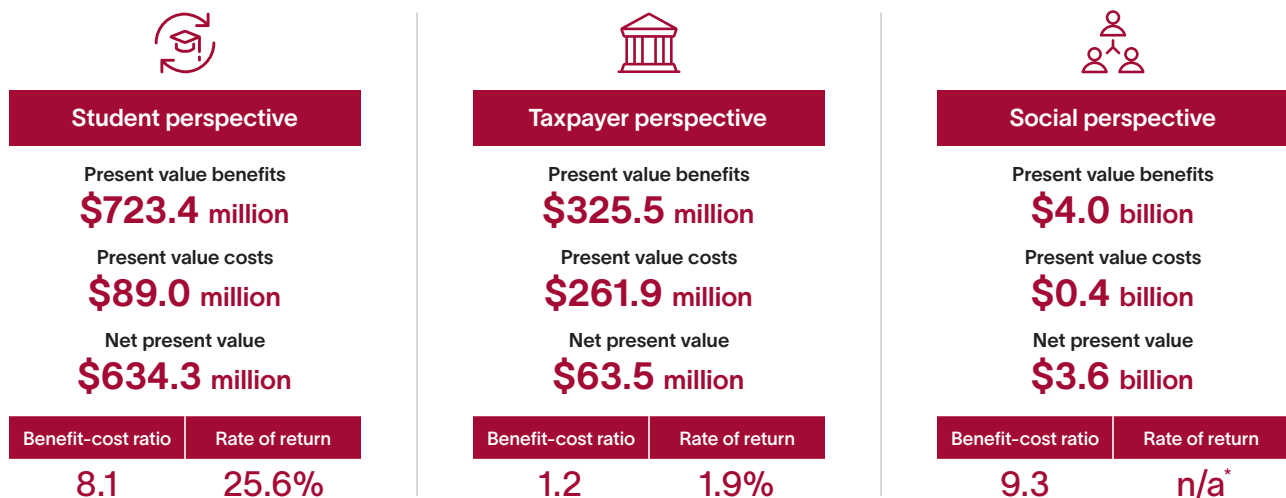 Student perspective
Present value benefits
$723.4 million
Present value costs
$89.0 million
Net present value
$634.3 million
Benefit-cost ratio Rate of return
8.1 25.6%
Taxpayer perspective
Present value benefits
$325.5 million
Present value costs
$261.9 million
Net present value
$63.5 million
Benefit-cost ratio Rate of return
1.2 1.9%
Social perspective
Present value benefits
$4.0 billion
Present value costs
$0.4 billion
Net present value
$3.6 billion
Benefit-cost ratio Rate of return
9.3 n/a*